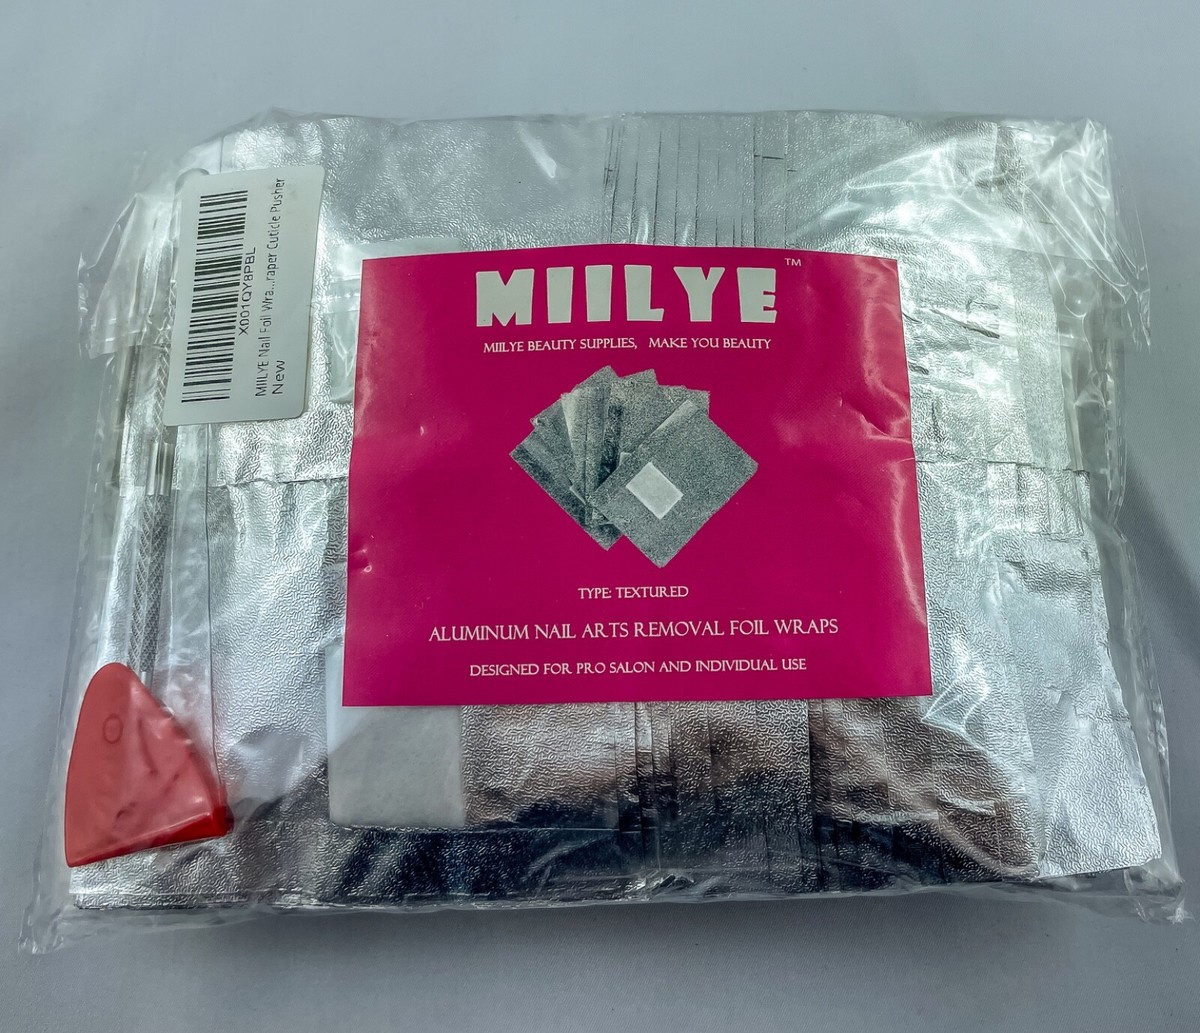 MIILYE™
MIILYE BEAUTY SUPPLIES, MAKE YOU BEAUTY
TYPE: TEXTURED
ALUMINUM NAIL ARTS REMOVAL FOIL WRAPS
DESIGNED FOR PRO SALON AND INDIVIDUAL USE
X001QY8PBL
MIILYE Nail Foil Wra...raper Cuticle Pusher
New